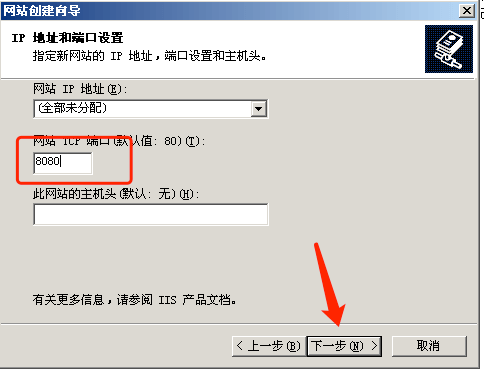 网站创建向导
IP 地址和端口设置
指定新网站的 IP 地址，端口设置和主机头。
网站 IP 地址(E):
(全部未分配)
网站 TCP 端口(默认值: 80)(T):
8080
此网站的主机头(默认: 无)(H):
有关更多信息，请参阅 IIS 产品文档。
< 上一步(B) 下一步(N) > 取消